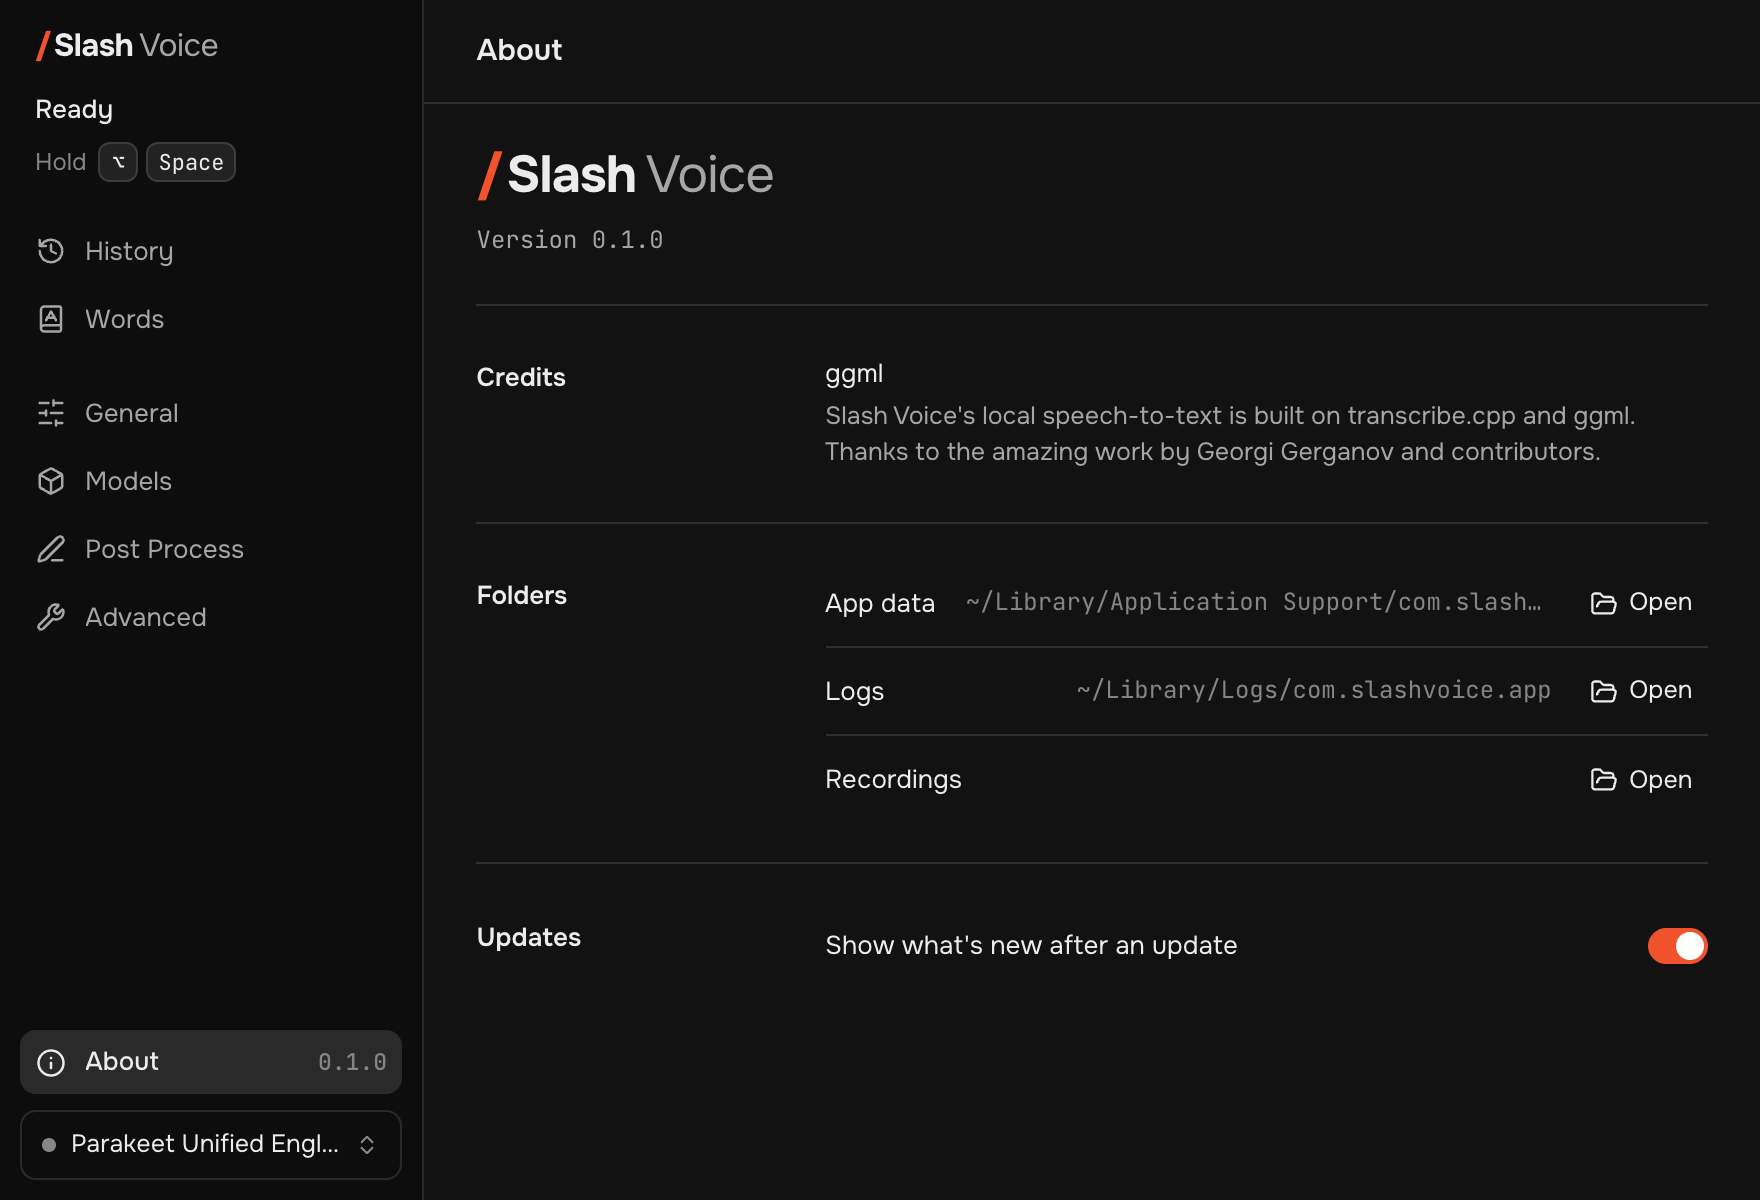 /Slash Voice
Ready
Hold ⌥ Space
History
Words
General
Models
Post Process
Advanced
About 0.1.0
Parakeet Unified Engl...
About
/Slash Voice
Version 0.1.0
Credits
ggml
Slash Voice's local speech-to-text is built on transcribe.cpp and ggml.
Thanks to the amazing work by Georgi Gerganov and contributors.
Folders
App data ~/Library/Application Support/com.slash… Open
Logs ~/Library/Logs/com.slashvoice.app Open
Recordings Open
Updates
Show what's new after an update